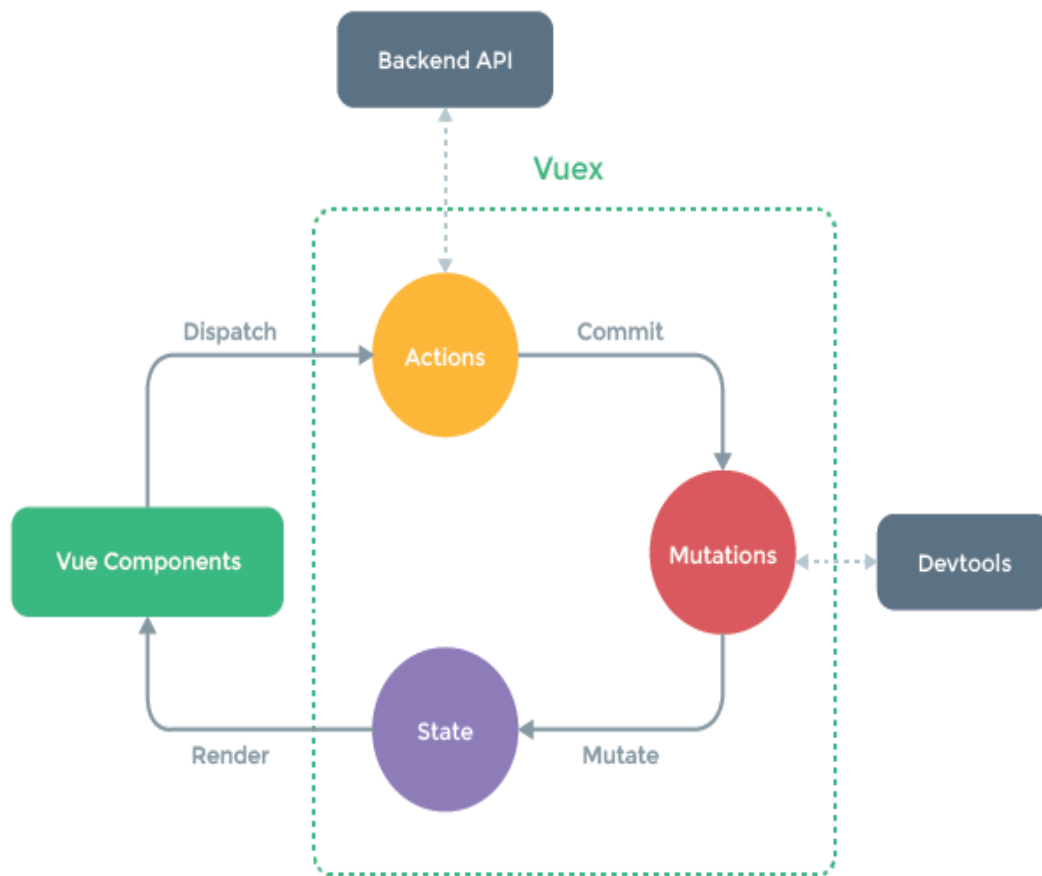 Backend API
Vuex
Dispatch
Commit
Actions
Vue Components
Mutations
Devtools
State
Render
Mutate